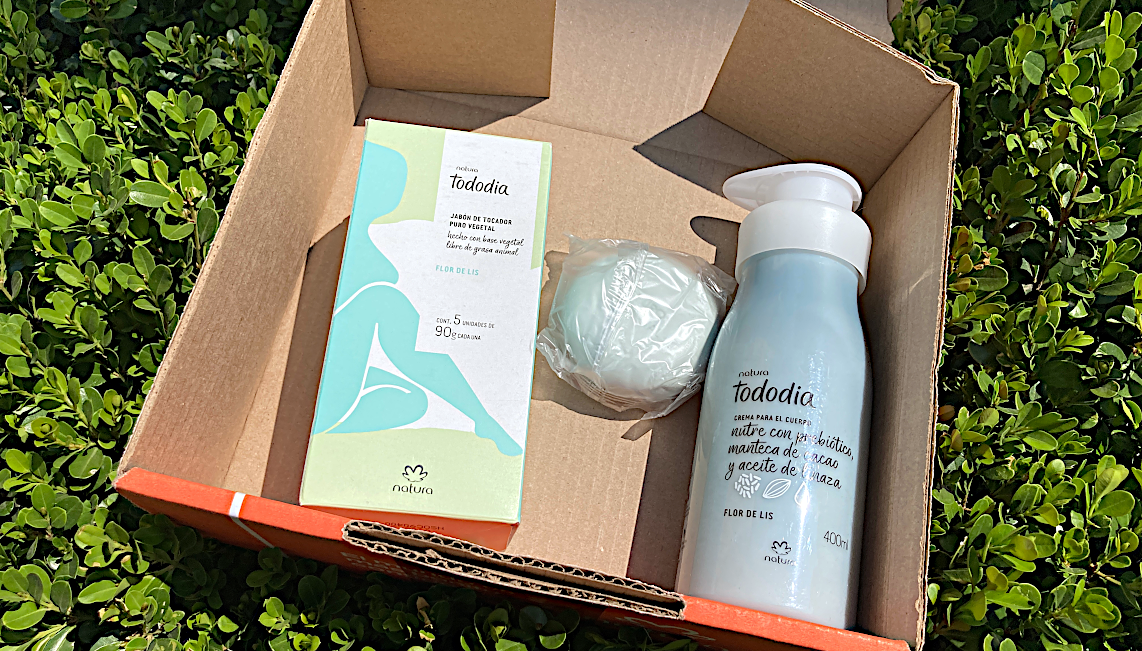 natura
Tododia
JABÓN DE TOCADOR
PURO VEGETAL
hecho con base vegetal
libre de grasa animal
FLOR DE LIS
CONT. 5 UNIDADES DE
90g CADA UNA
natura
natura
Tododia
CREMA PARA EL CUERPO
nutre con prebiótico,
manteca de cacao
y aceite de linaza
FLOR DE LIS
400ml
natura